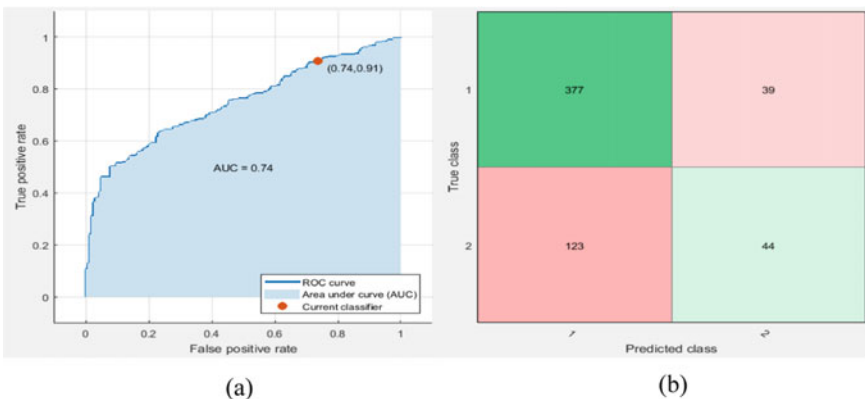 1
0.8
0.6
0.4
0.2
0
True positive rate
(0.74,0.91)
AUC = 0.74
ROC curve
Area under curve (AUC)
Current classifier
0 0.2 0.4 0.6 0.8 1
False positive rate
(a)
True class
1
2
377 39
123 44
1 2
Predicted class
(b)